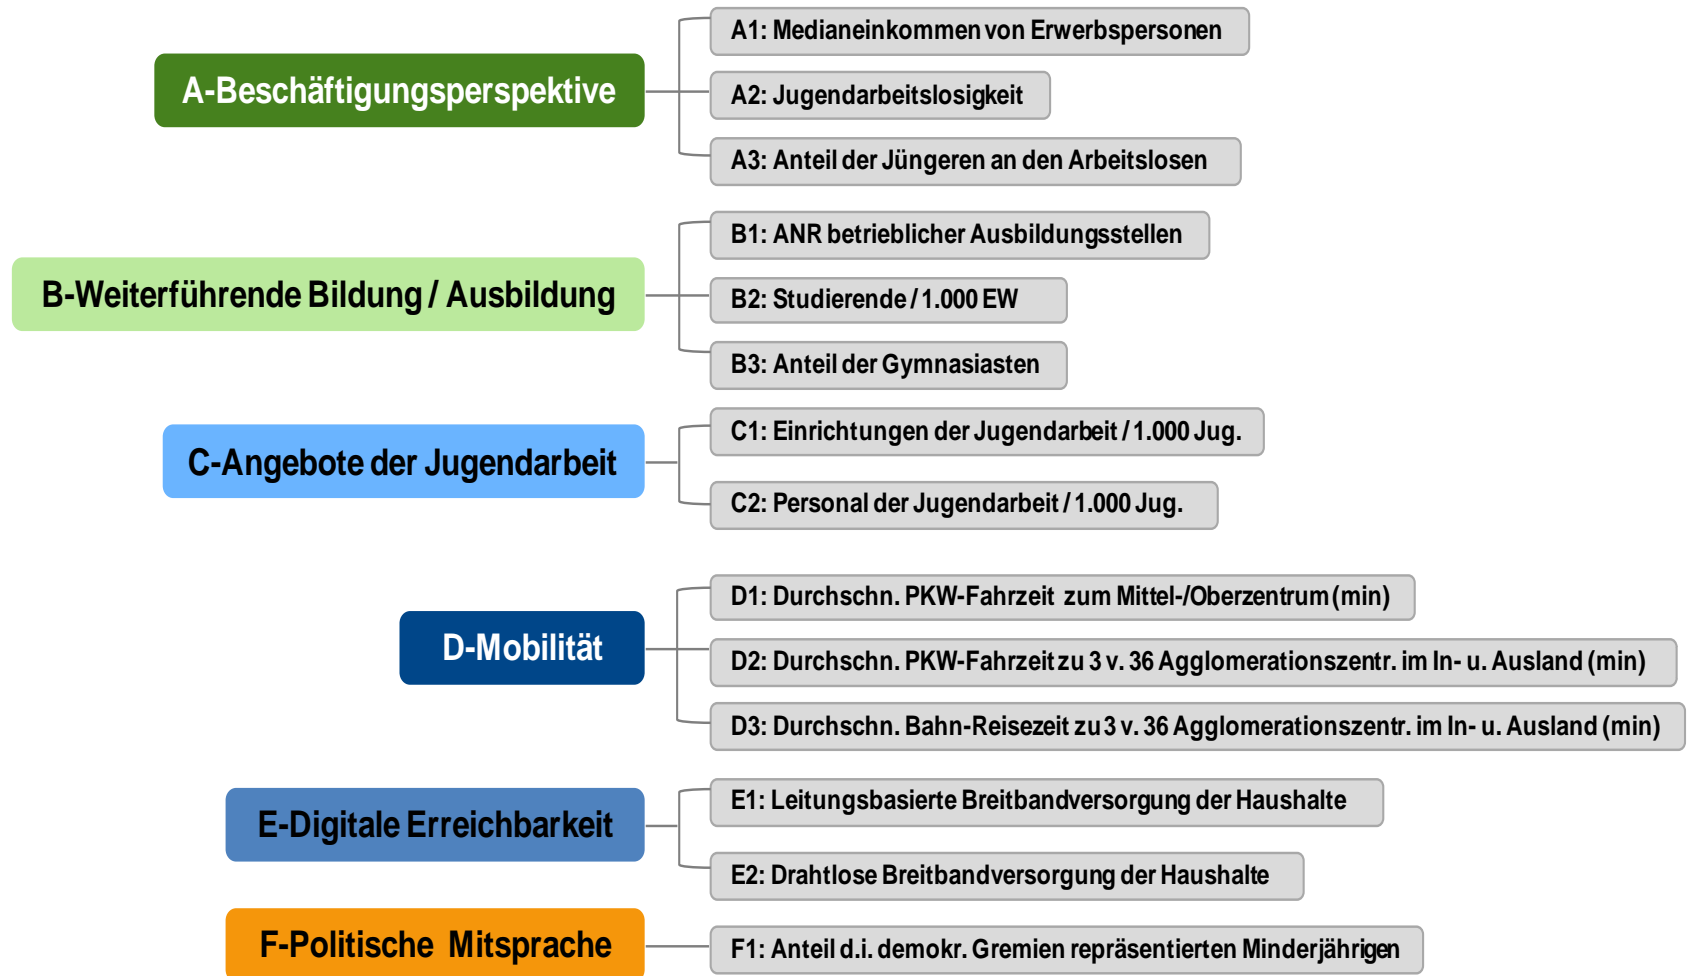 A-Beschäftigungsperspektive
A1: Medianeinkommen von Erwerbspersonen
A2: Jugendarbeitslosigkeit
A3: Anteil der Jüngeren an den Arbeitslosen
B-Weiterführende Bildung / Ausbildung
B1: ANR betrieblicher Ausbildungsstellen
B2: Studierende / 1.000 EW
B3: Anteil der Gymnasiasten
C-Angebote der Jugendarbeit
C1: Einrichtungen der Jugendarbeit / 1.000 Jug.
C2: Personal der Jugendarbeit / 1.000 Jug.
D-Mobilität
D1: Durchschn. PKW-Fahrzeit zum Mittel-/Oberzentrum (min)
D2: Durchschn. PKW-Fahrzeit zu 3 v. 36 Agglomerationszentr. im In- u. Ausland (min)
D3: Durchschn. Bahn-Reisezeit zu 3 v. 36 Agglomerationszentr. im In- u. Ausland (min)
E-Digitale Erreichbarkeit
E1: Leitungsbasierte Breitbandversorgung der Haushalte
E2: Drahtlose Breitbandversorgung der Haushalte
F-Politische Mitsprache
F1: Anteil d.i. demokr. Gremien repräsentierten Minderjährigen